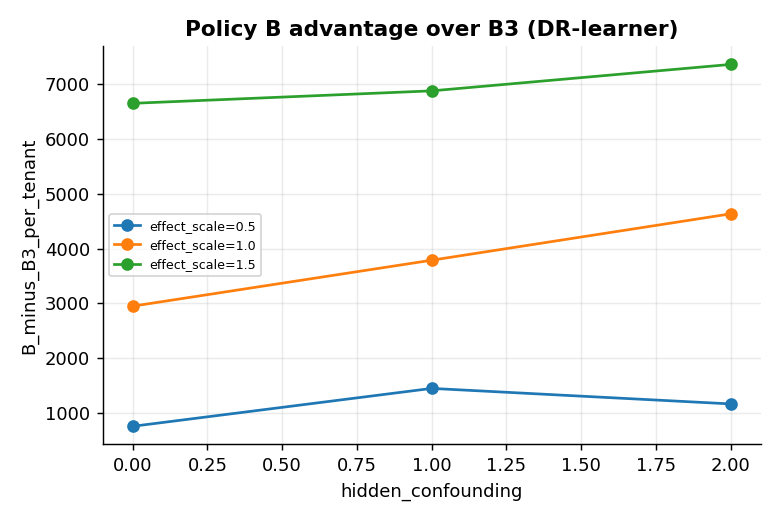 Policy B advantage over B3 (DR-learner)
B_minus_B3_per_tenant
7000
6000
5000
4000
3000
2000
1000
effect_scale=0.5
effect_scale=1.0
effect_scale=1.5
0.00 0.25 0.50 0.75 1.00 1.25 1.50 1.75 2.00
hidden_confounding